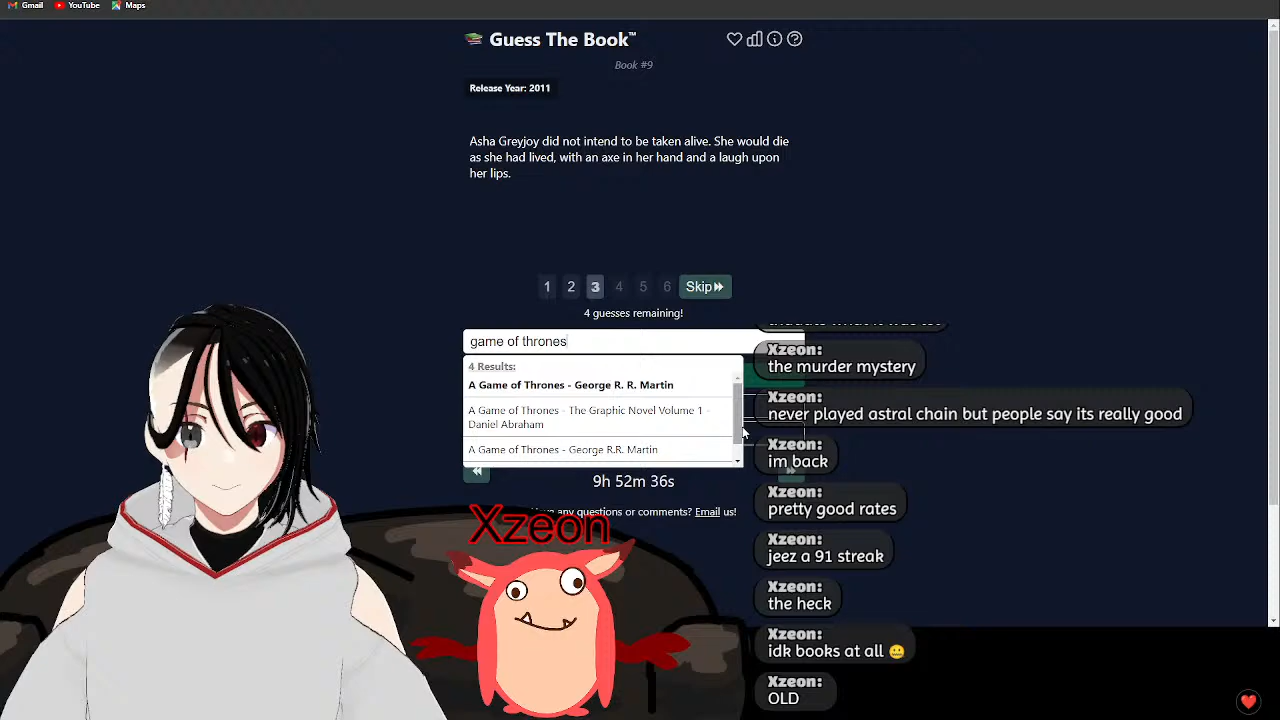 Gmail
YouTube
Maps
Guess The Book™
Book #9
Release Year: 2011
Asha Greyjoy did not intend to be taken alive. She would die
as she had lived, with an axe in her hand and a laugh upon
her lips.
1 2 3 4 5 6 Skip
4 guesses remaining!
game of thrones
4 Results:
A Game of Thrones - George R. R. Martin
A Game of Thrones - The Graphic Novel Volume 1 -
Daniel Abraham
A Game of Thrones - George R.R. Martin
9h 52m 36s
any questions or comments? Email us!
Xzeon
Xzeon:
the murder mystery
Xzeon:
never played astral chain but people say its really good
Xzeon:
im back
Xzeon:
pretty good rates
Xzeon:
jeez a 91 streak
Xzeon:
the heck
Xzeon:
idk books at all 🤐
Xzeon:
OLD